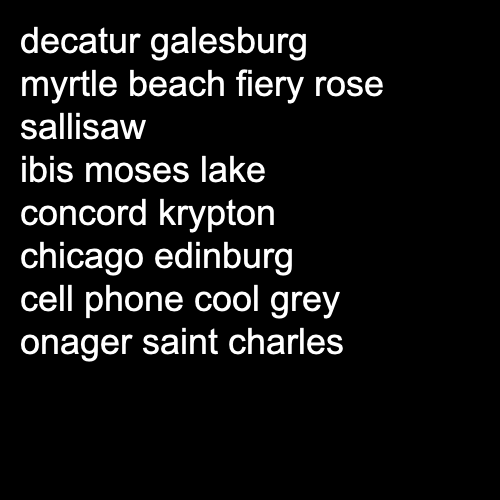 decatur galesburg
myrtle beach fiery rose
sallisaw
ibis moses lake
concord krypton
chicago edinburg
cell phone cool grey
onager saint charles